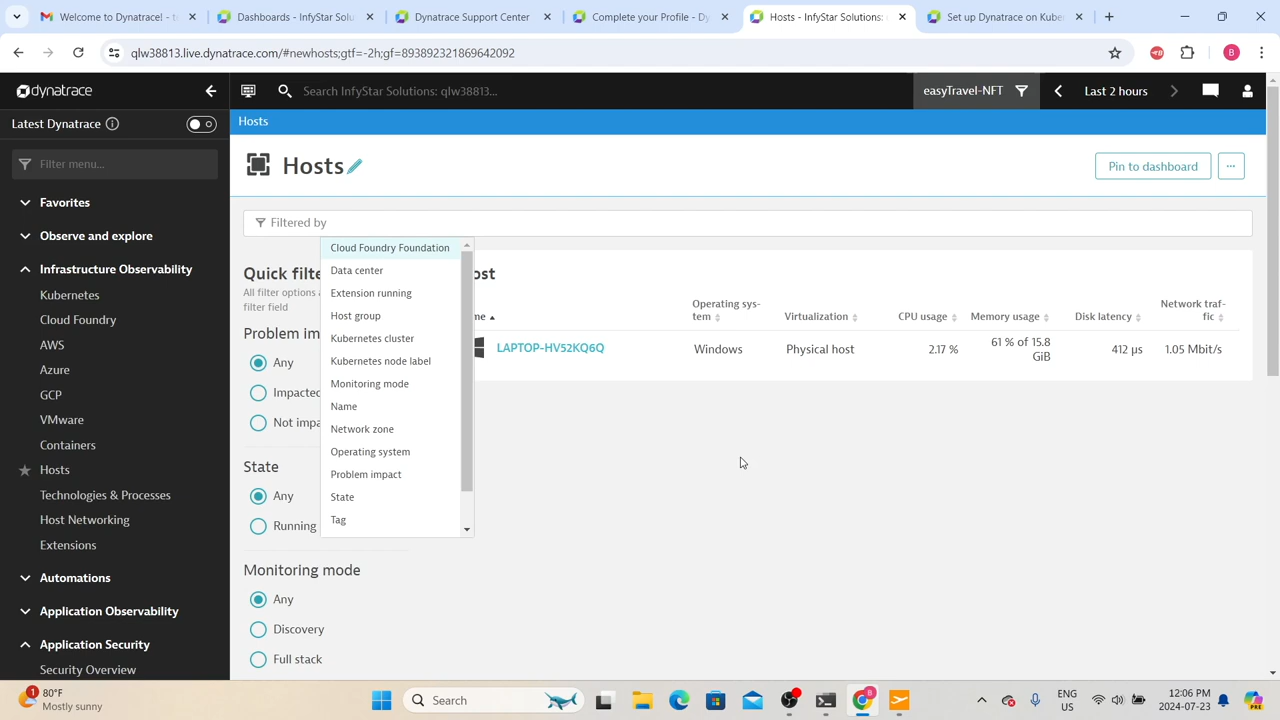 Welcome to Dynatrace - t
Dashboards - InfyStar Solu
Dynatrace Support Center
Complete your Profile - Dy
Hosts - InfyStar Solutions:
Set up Dynatrace on Kube
qlw38813.live.dynatrace.com/#newhosts;gtf=-2h;gf=893892321869642092
B
dynatrace
Search InfyStar Solutions: qlw38813...
easyTravel-NFT
Last 2 hours
Latest Dynatrace
Hosts
Filter menu...
Hosts
Pin to dashboard
...
Favorites
Observe and explore
Infrastructure Observability
Kubernetes
Cloud Foundry
AWS
Azure
GCP
VMware
Containers
Hosts
Technologies & Processes
Host Networking
Extensions
Automations
Application Observability
Application Security
Security Overview
Filtered by
Cloud Foundry Foundation
Data center
Extension running
Host group
Kubernetes cluster
Kubernetes node label
Monitoring mode
Name
Network zone
Operating system
Problem impact
State
Tag
Quick filte
All filter options a
filter field
Problem im
Any
Impacted
Not impa
State
Any
Running
Monitoring mode
Any
Discovery
Full stack
ost
me
Operating sys-
tem
Virtualization
CPU usage
Memory usage
Disk latency
Network traf-
fic
LAPTOP-HV52KQ6Q
Windows
Physical host
2.17 %
61 % of 15.8
GiB
412 µs
1.05 Mbit/s
1
80°F
Mostly sunny
Search
B
ENG
US
12:06 PM
2024-07-23
PRE